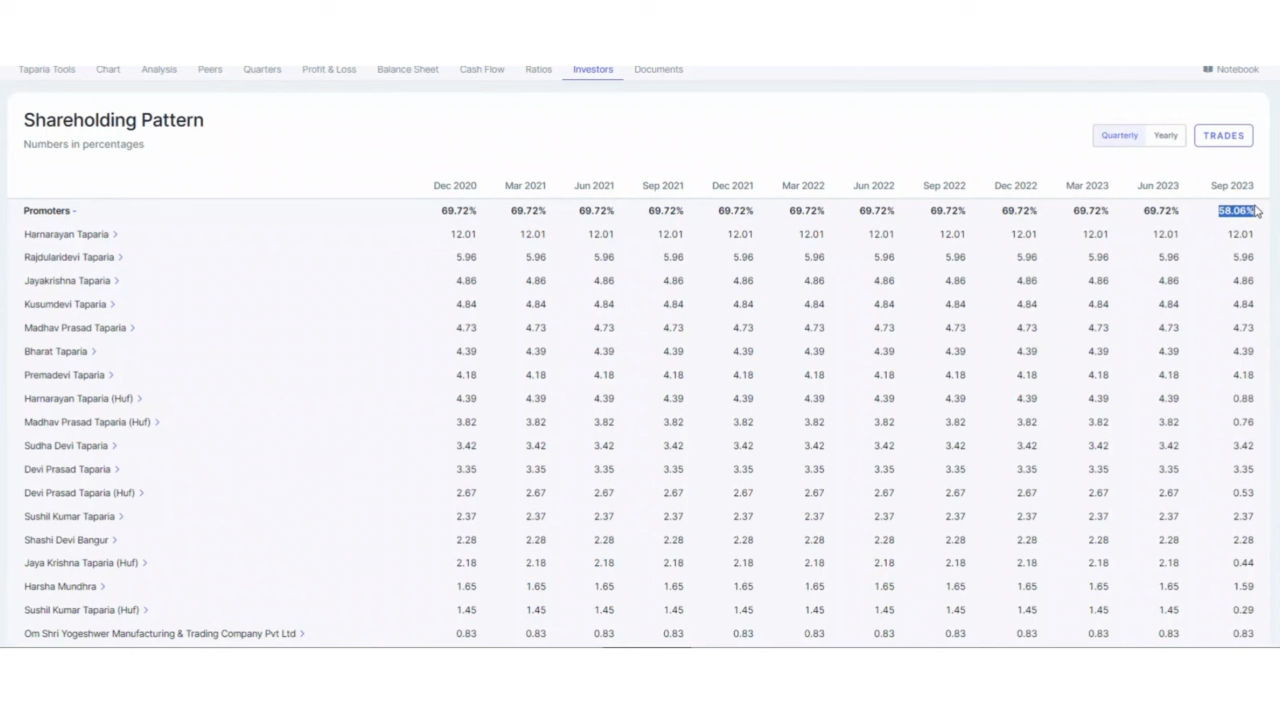 Taparia Tools Chart Analysis Peers Quarters Profit & Loss Balance Sheet Cash Flow Ratios Investors Documents Notebook
Shareholding Pattern
Numbers in percentages
Quarterly Yearly TRADES
Dec 2020 Mar 2021 Jun 2021 Sep 2021 Dec 2021 Mar 2022 Jun 2022 Sep 2022 Dec 2022 Mar 2023 Jun 2023 Sep 2023
Promoters - 69.72% 69.72% 69.72% 69.72% 69.72% 69.72% 69.72% 69.72% 69.72% 69.72% 69.72% 58.06%
Harnarayan Taparia 12.01 12.01 12.01 12.01 12.01 12.01 12.01 12.01 12.01 12.01 12.01 12.01
Rajdularidevi Taparia 5.96 5.96 5.96 5.96 5.96 5.96 5.96 5.96 5.96 5.96 5.96 5.96
Jayakrishna Taparia 4.86 4.86 4.86 4.86 4.86 4.86 4.86 4.86 4.86 4.86 4.86 4.86
Kusumdevi Taparia 4.84 4.84 4.84 4.84 4.84 4.84 4.84 4.84 4.84 4.84 4.84 4.84
Madhav Prasad Taparia 4.73 4.73 4.73 4.73 4.73 4.73 4.73 4.73 4.73 4.73 4.73 4.73
Bharat Taparia 4.39 4.39 4.39 4.39 4.39 4.39 4.39 4.39 4.39 4.39 4.39 4.39
Premadevi Taparia 4.18 4.18 4.18 4.18 4.18 4.18 4.18 4.18 4.18 4.18 4.18 4.18
Harnarayan Taparia (Huf) 4.39 4.39 4.39 4.39 4.39 4.39 4.39 4.39 4.39 4.39 4.39 0.88
Madhav Prasad Taparia (Huf) 3.82 3.82 3.82 3.82 3.82 3.82 3.82 3.82 3.82 3.82 3.82 0.76
Sudha Devi Taparia 3.42 3.42 3.42 3.42 3.42 3.42 3.42 3.42 3.42 3.42 3.42 3.42
Devi Prasad Taparia 3.35 3.35 3.35 3.35 3.35 3.35 3.35 3.35 3.35 3.35 3.35 3.35
Devi Prasad Taparia (Huf) 2.67 2.67 2.67 2.67 2.67 2.67 2.67 2.67 2.67 2.67 2.67 0.53
Sushil Kumar Taparia 2.37 2.37 2.37 2.37 2.37 2.37 2.37 2.37 2.37 2.37 2.37 2.37
Shashi Devi Bangur 2.28 2.28 2.28 2.28 2.28 2.28 2.28 2.28 2.28 2.28 2.28 2.28
Jaya Krishna Taparia (Huf) 2.18 2.18 2.18 2.18 2.18 2.18 2.18 2.18 2.18 2.18 2.18 0.44
Harsha Mundhra 1.65 1.65 1.65 1.65 1.65 1.65 1.65 1.65 1.65 1.65 1.65 1.59
Sushil Kumar Taparia (Huf) 1.45 1.45 1.45 1.45 1.45 1.45 1.45 1.45 1.45 1.45 1.45 0.29
Om Shri Yogeshwer Manufacturing & Trading Company Pvt Ltd 0.83 0.83 0.83 0.83 0.83 0.83 0.83 0.83 0.83 0.83 0.83 0.83